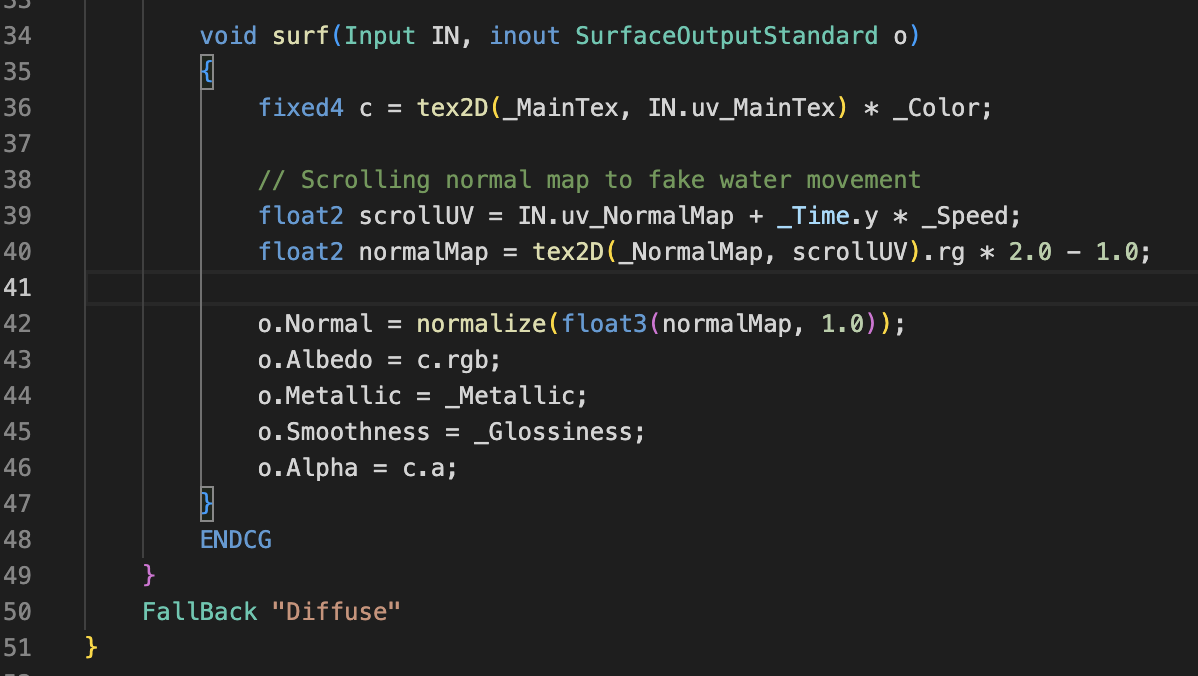 33
34 void surf(Input IN, inout SurfaceOutputStandard o)
35 {
36 fixed4 c = tex2D(_MainTex, IN.uv_MainTex) * _Color;
37
38 // Scrolling normal map to fake water movement
39 float2 scrollUV = IN.uv_NormalMap + _Time.y * _Speed;
40 float2 normalMap = tex2D(_NormalMap, scrollUV).rg * 2.0 - 1.0;
41
42 o.Normal = normalize(float3(normalMap, 1.0));
43 o.Albedo = c.rgb;
44 o.Metallic = _Metallic;
45 o.Smoothness = _Glossiness;
46 o.Alpha = c.a;
47 }
48 ENDCG
49 }
50 FallBack "Diffuse"
51 }